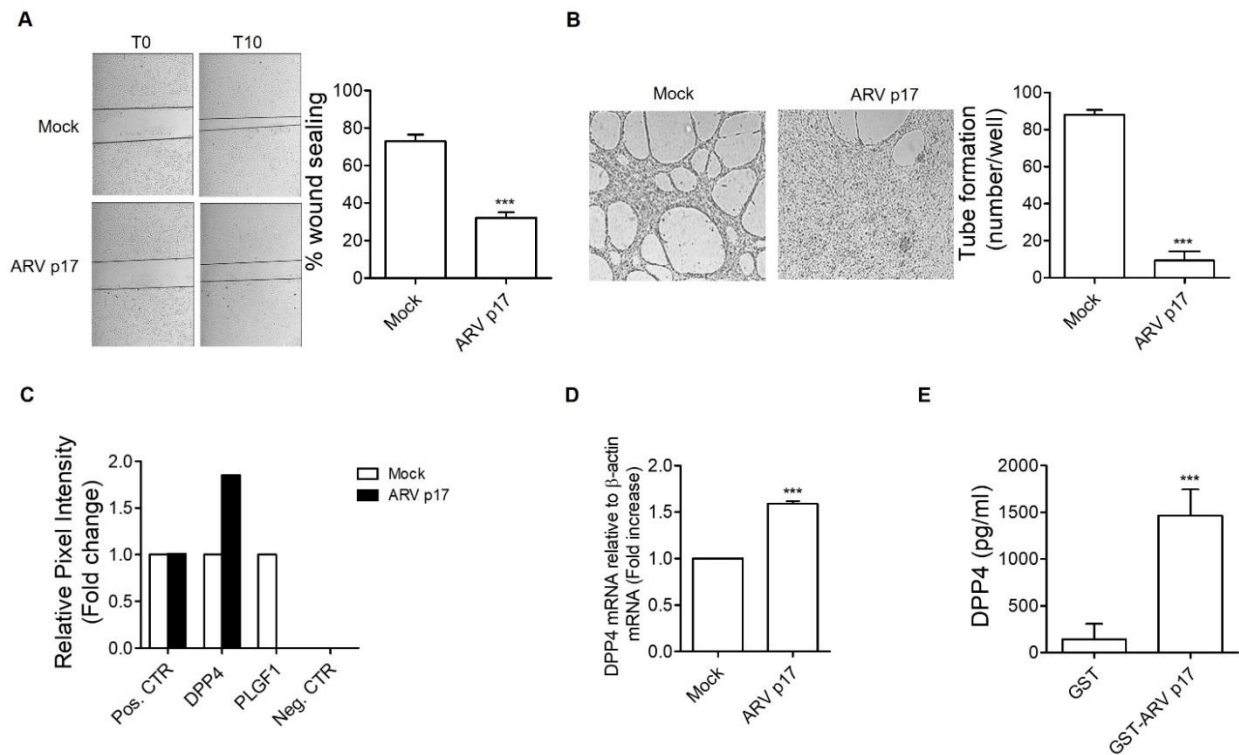 A
T0 T10
Mock
ARV p17
% wound sealing
100
80
60
40
20
0
***
Mock
ARV p17
B
Mock ARV p17
Tube formation
(number/well)
100
80
60
40
20
0
***
Mock
ARV p17
C
Relative Pixel Intensity
(Fold change)
2.0
1.5
1.0
0.5
0.0
Pos. CTR
DPP4
PLGF1
Neg. CTR
Mock
ARV p17
D
DPP4 mRNA relative to β-actin
mRNA (Fold increase)
2.0
1.5
1.0
0.5
0.0
***
Mock
ARV p17
E
DPP4 (pg/ml)
2000
1500
1000
500
0
***
GST
GST-ARV p17